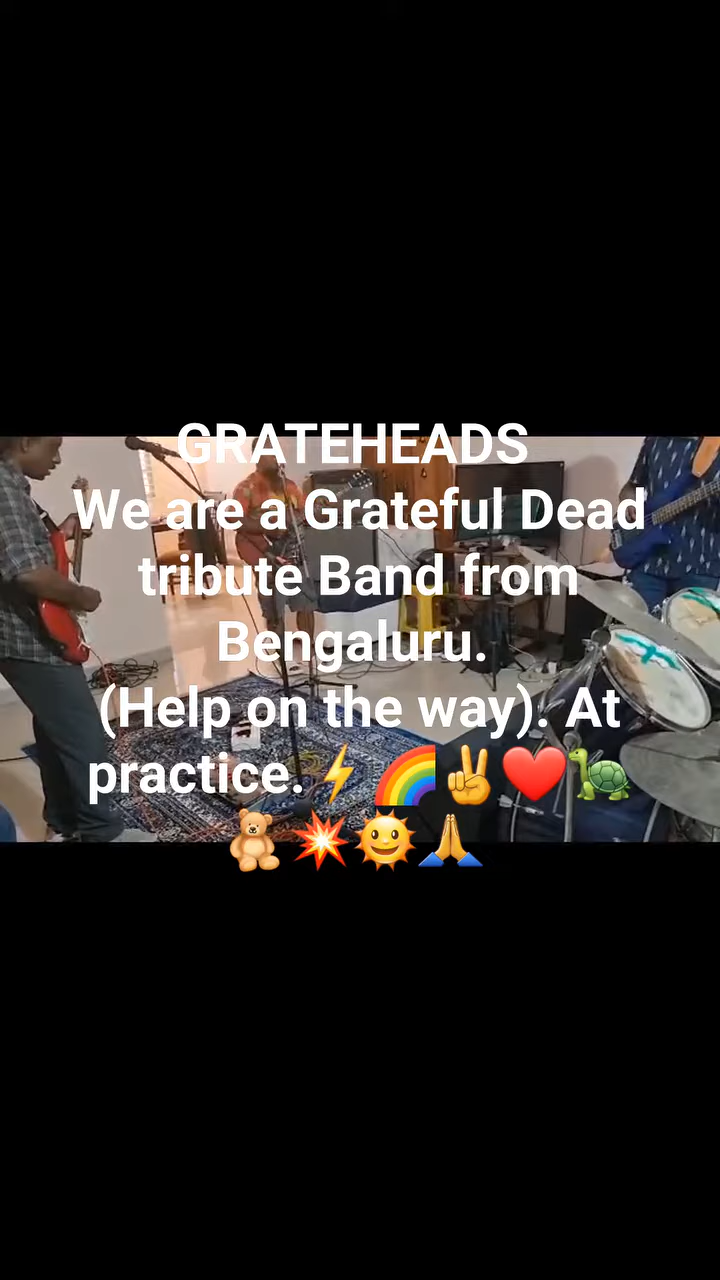 GRATEHEADS
We are a Grateful Dead
tribute Band from
Bengaluru.
(Help on the way). At
practice.⚡ 🌈✌️❤️🐢
🧸💥🌞🙏